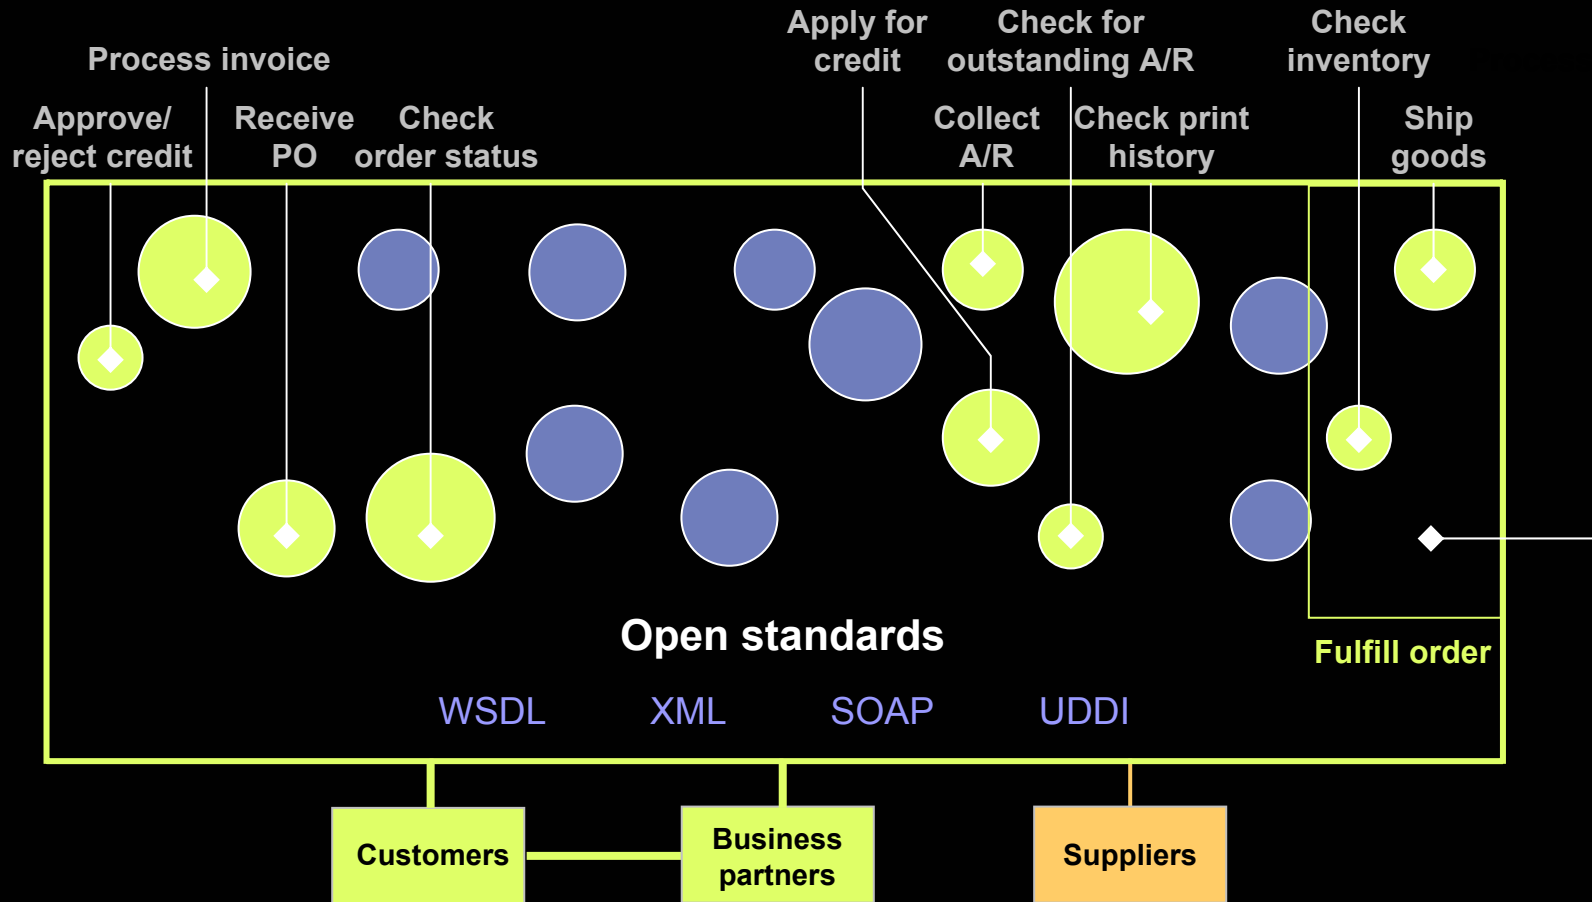 Process invoice
Apply for
credit
Check for
outstanding A/R
Check
inventory
Approve/
reject credit
Receive
PO
Check
order status
Collect
A/R
Check print
history
Ship
goods
Open standards
Fulfill order
WSDL
XML
SOAP
UDDI
Customers
Business
partners
Suppliers